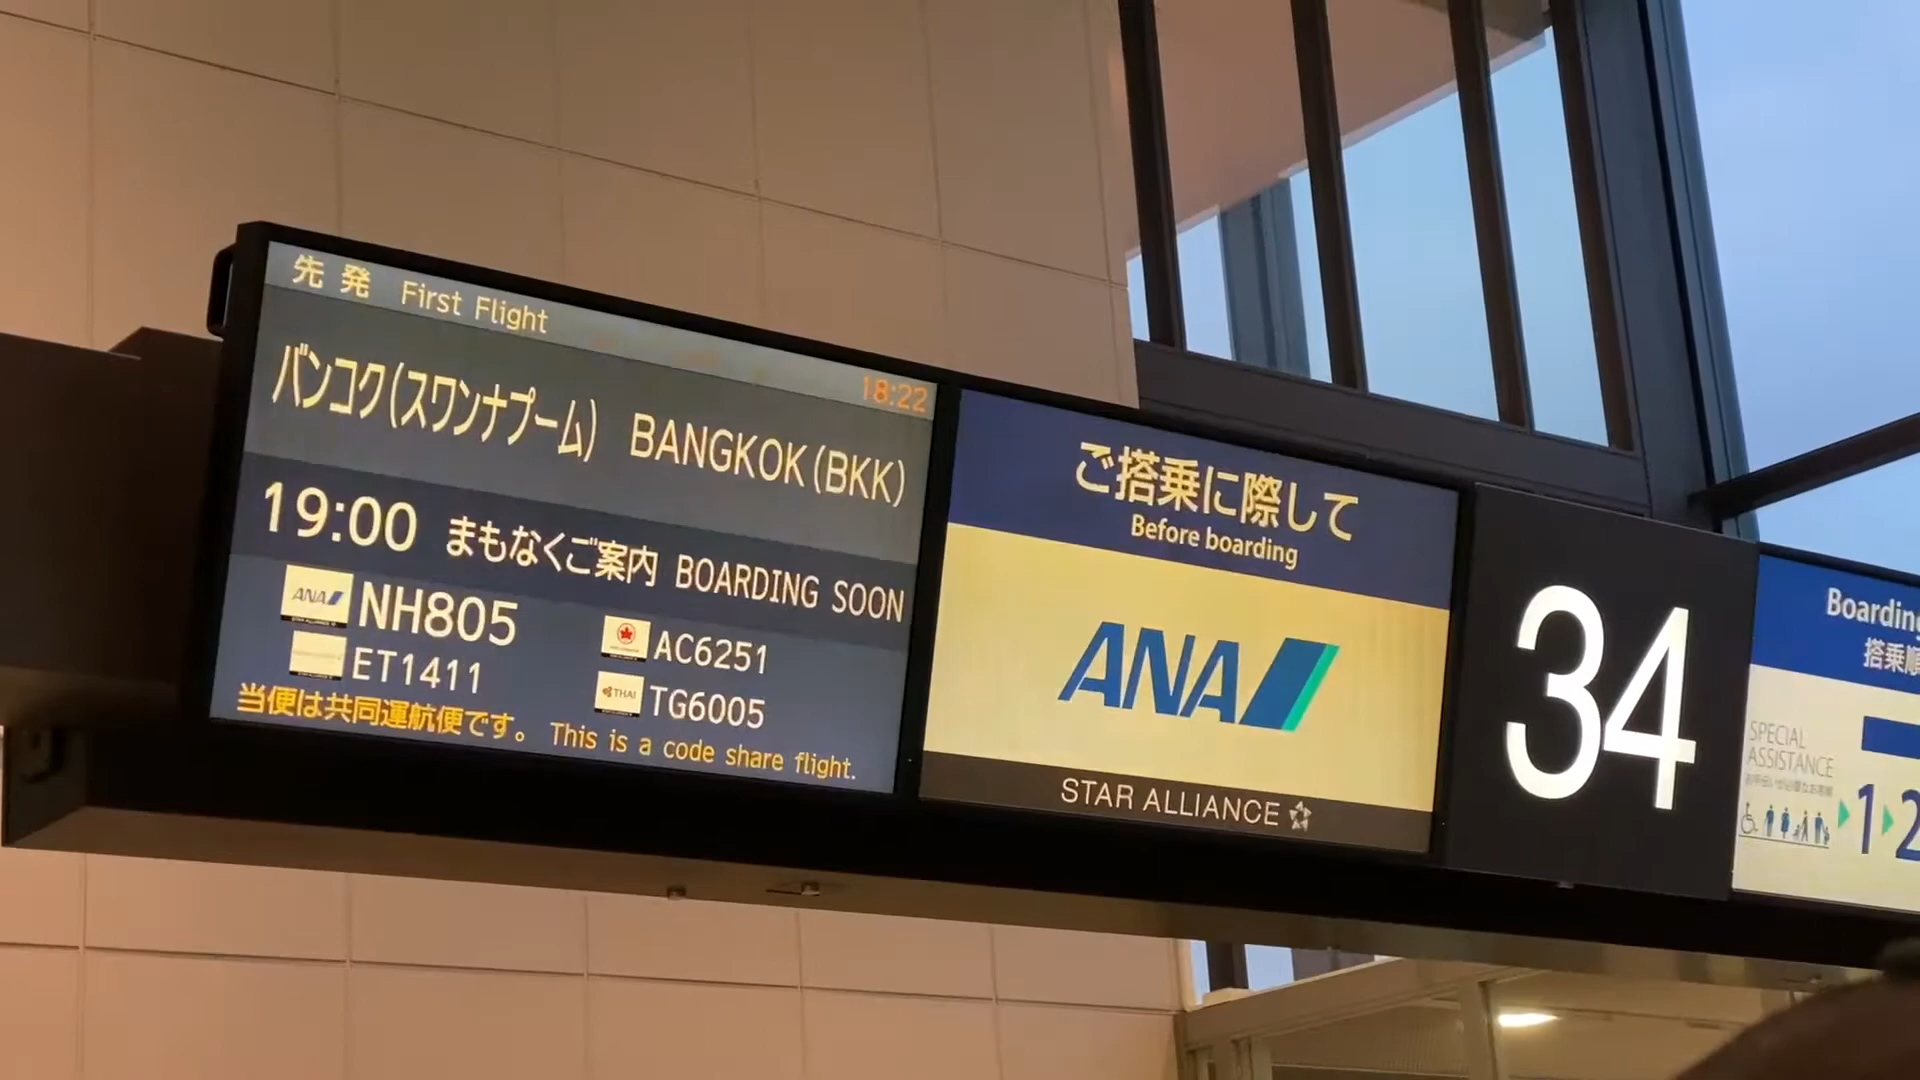 先発 First Flight
18:22
バンコク(スワンナプーム) BANGKOK(BKK)
19:00 まもなくご案内 BOARDING SOON
ANA NH805
AC6251
ET1411
THAI TG6005
当便は共同運航便です。 This is a code share flight.
ご搭乗に際して
Before boarding
ANA
STAR ALLIANCE
34
Boarding
搭乗順
SPECIAL
ASSISTANCE
1 2